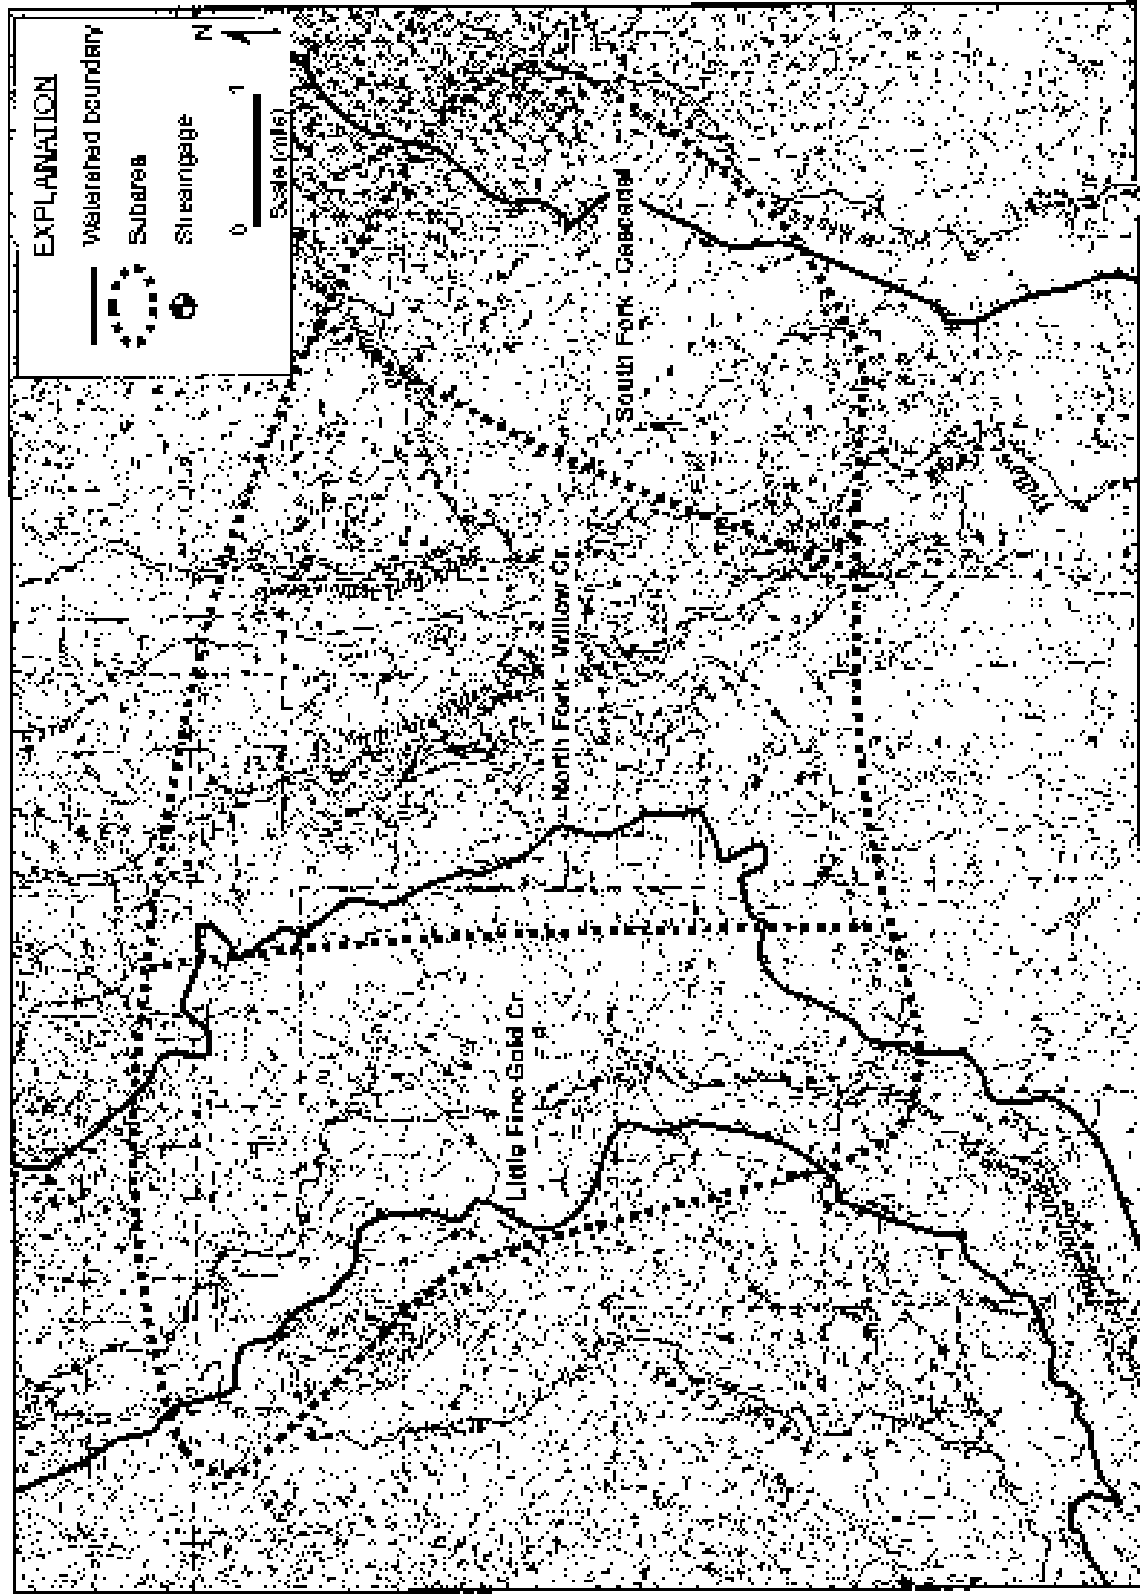 EXPLANATION
Watershed boundary
Subarea
Streamgage
0 1
Scale (mile)
N
South Fork - Cascadel
North Fork - Willow Cr.
Little Fine Gold Cr.